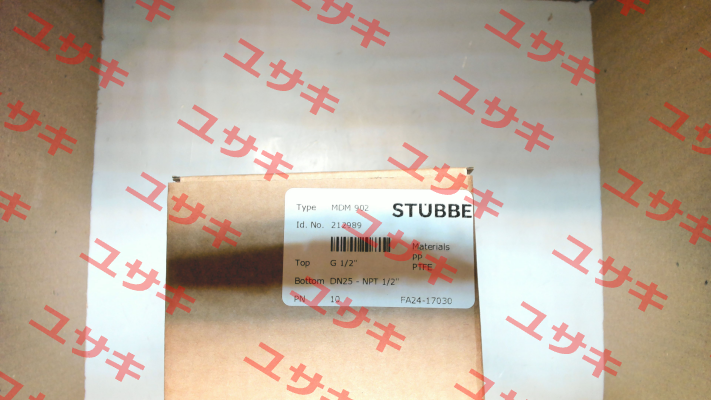 Type MDM 902 STÜBBE
Id. No. 212989
Materials
PP
Top G 1/2"
PTFE
Bottom DN25 - NPT 1/2"
PN 10 FA24-17030
ユサキ